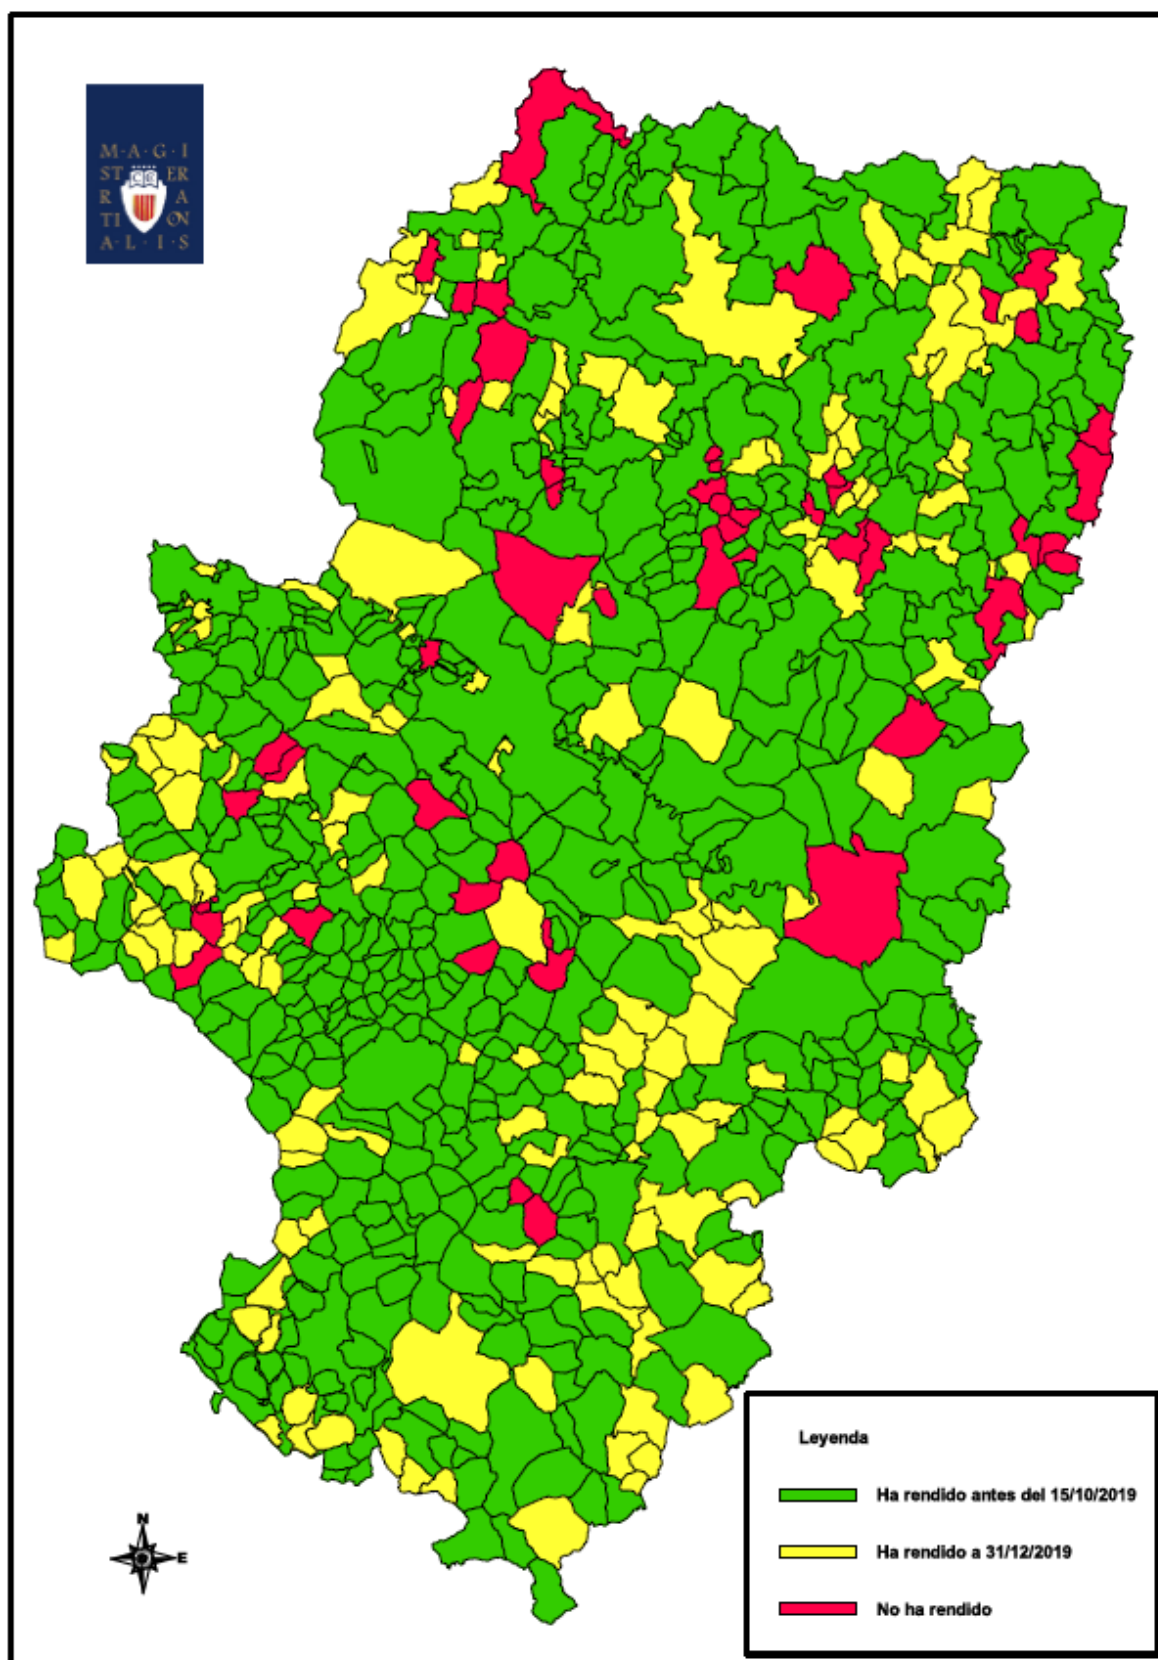 M·A·G·I
ST ER
R A
TI ON
A·L·I·S
Leyenda
Ha rendido antes del 15/10/2019
Ha rendido a 31/12/2019
No ha rendido
N
E